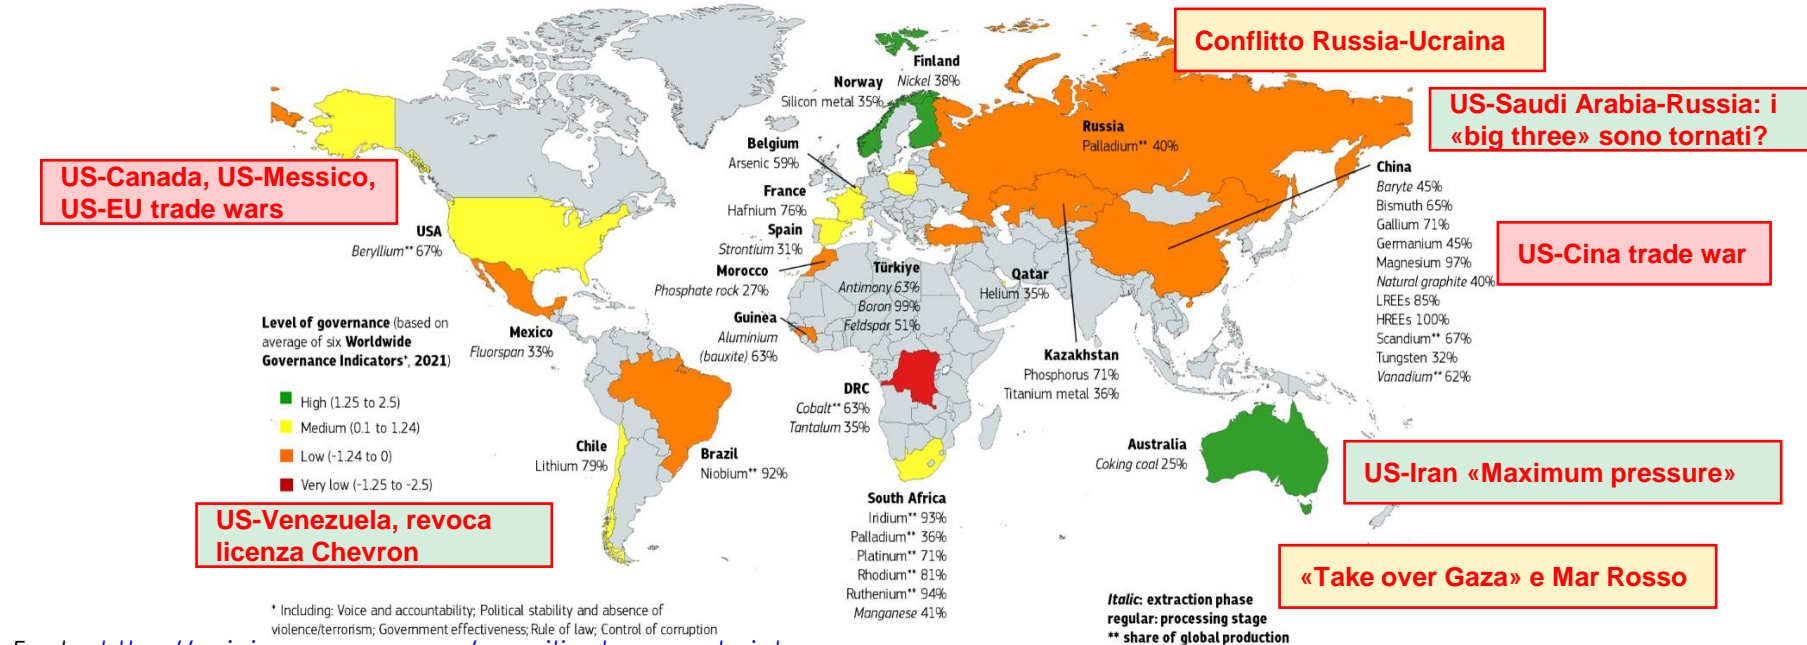 Conflitto Russia-Ucraina
US-Saudi Arabia-Russia: i
«big three» sono tornati?
US-Canada, US-Messico,
US-EU trade wars
US-Cina trade war
US-Iran «Maximum pressure»
US-Venezuela, revoca
licenza Chevron
«Take over Gaza» e Mar Rosso
Finland
Nickel 38%
Norway
Silicon metal 35%
Belgium
Arsenic 59%
France
Hafnium 76%
Spain
Strontium 31%
Morocco
Phosphate rock 27%
Türkiye
Antimony 63%
Boron 99%
Feldspar 51%
Qatar
Helium 35%
Guinea
Aluminium
(bauxite) 63%
Russia
Palladium** 40%
China
Baryte 45%
Bismuth 65%
Gallium 71%
Germanium 45%
Magnesium 97%
Natural graphite 40%
LREEs 85%
HREEs 100%
Scandium** 67%
Tungsten 32%
Vanadium** 62%
USA
Beryllium** 67%
Mexico
Fluorspan 33%
Kazakhstan
Phosphorus 71%
Titanium metal 36%
DRC
Cobalt** 63%
Tantalum 35%
Chile
Lithium 79%
Brazil
Niobium** 92%
South Africa
Iridium** 93%
Palladium** 36%
Platinum** 71%
Rhodium** 81%
Ruthenium** 94%
Manganese 41%
Australia
Coking coal 25%
Level of governance (based on
average of six Worldwide
Governance Indicators*, 2021)
High (1.25 to 2.5)
Medium (0.1 to 1.24)
Low (-1.24 to 0)
Very low (-1.25 to -2.5)
* Including: Voice and accountability; Political stability and absence of
violence/terrorism; Government effectiveness; Rule of law; Control of corruption
Italic: extraction phase
regular: processing stage
** share of global production